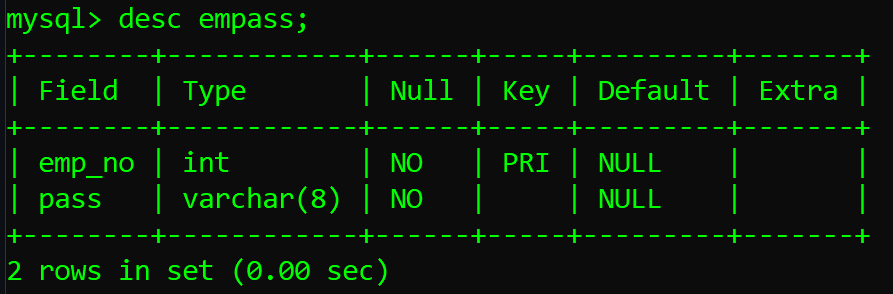 mysql> desc empass;
+--------+------------+------+-----+---------+-------+
| Field  | Type       | Null | Key | Default | Extra |
+--------+------------+------+-----+---------+-------+
| emp_no | int        | NO   | PRI | NULL    |       |
| pass   | varchar(8) | NO   |     | NULL    |       |
+--------+------------+------+-----+---------+-------+
2 rows in set (0.00 sec)